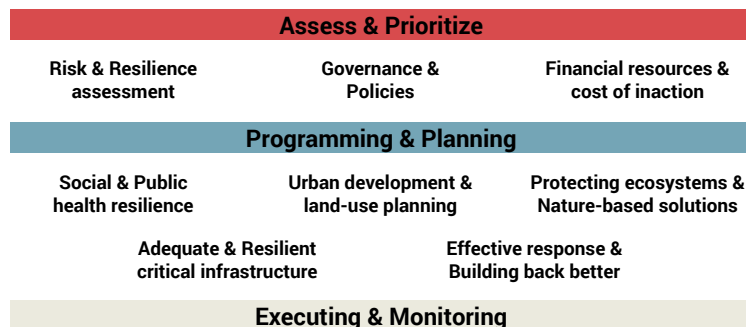 Assess & Prioritize
Risk & Resilience assessment
Governance & Policies
Financial resources & cost of inaction
Programming & Planning
Social & Public health resilience
Urban development & land-use planning
Protecting ecosystems & Nature-based solutions
Adequate & Resilient critical infrastructure
Effective response & Building back better
Executing & Monitoring